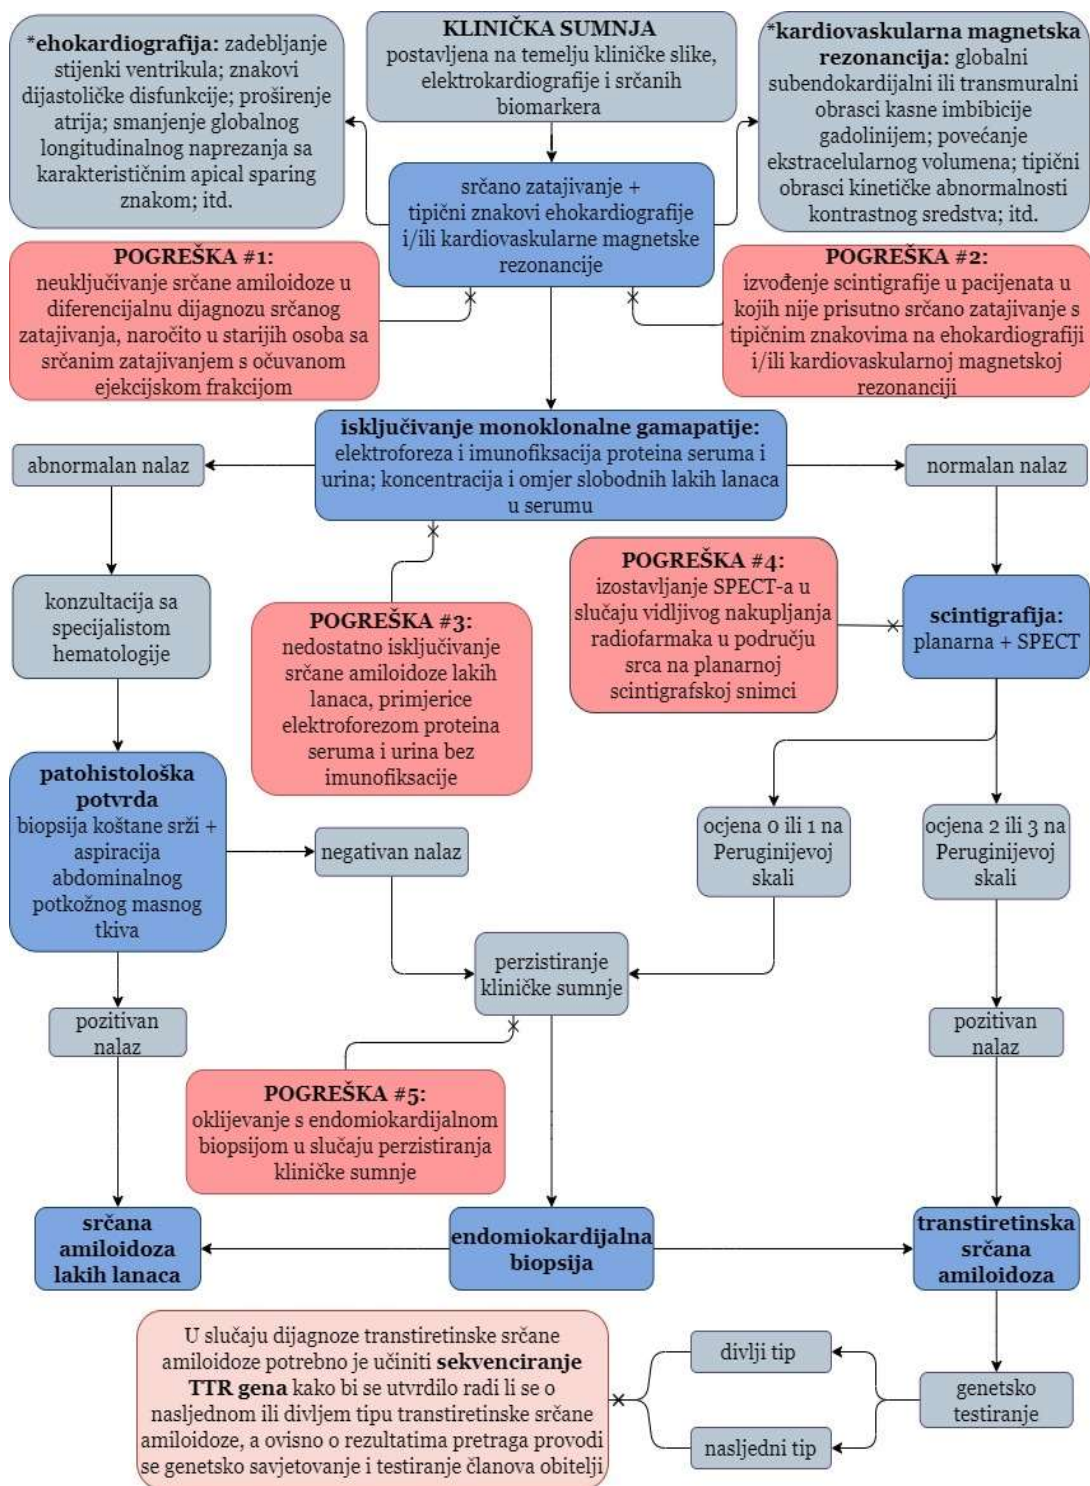 *ehokardiografija: zadebljanje
stijenki ventrikula; znakovi
dijastoličke disfunkcije; proširenje
atrija; smanjenje globalnog
longitudinalnog naprezanja sa
karakterističnim apical sparing
znakom; itd.
KLINIČKA SUMNJA
postavljena na temelju kliničke slike,
elektrokardiografije i srčanih
biomarkera
*kardiovaskularna magnetska
rezonancija: globalni
subendokardijalni ili transmuralni
obrasci kasne imbibicije
gadolinijem; povećanje
ekstracelularnog volumena; tipični
obrasci kinetičke abnormalnosti
kontrastnog sredstva; itd.
srčano zatajivanje +
tipični znakovi ehokardiografije
i/ili kardiovaskularne magnetske
rezonancije
POGREŠKA #1:
neuključivanje srčane amiloidoze u
diferencijalnu dijagnozu srčanog
zatajivanja, naročito u starijih osoba sa
srčanim zatajivanjem s očuvanom
ejekcijskom frakcijom
POGREŠKA #2:
izvođenje scintigrafije u pacijenata u
kojih nije prisutno srčano zatajivanje s
tipičnim znakovima na ehokardiografiji
i/ili kardiovaskularnoj magnetskoj
rezonanciji
isključivanje monoklonalne gamapatije:
elektroforeza i imunofiksacija proteina seruma i
urina; koncentracija i omjer slobodnih lakih lanaca
u serumu
abnormalan nalaz
normalan nalaz
konzultacija sa
specijalistom
hematologije
POGREŠKA #3:
nedostatno isključivanje
srčane amiloidoze lakih
lanaca, primjerice
elektroforezom proteina
seruma i urina bez
imunofiksacije
POGREŠKA #4:
izostavljanje SPECT-a u
slučaju vidljivog nakupljanja
radiofarmaka u području
srca na planarnoj
scintigrafskoj snimci
scintigrafija:
planarna + SPECT
patohistološka
potvrda
biopsija koštane srži +
aspiracija
abdominalnog
potkožnog masnog
tkiva
negativan nalaz
ocjena 0 ili 1 na
Peruginijevoj
skali
ocjena 2 ili 3 na
Peruginijevoj
skali
perzistiranje
kliničke sumnje
pozitivan
nalaz
pozitivan
nalaz
POGREŠKA #5:
oklijevanje s endomiokardijalnom
biopsijom u slučaju perzistiranja
kliničke sumnje
srčana
amiloidoza
lakih lanaca
endomiokardijalna
biopsija
transtiretinska
srčana
amiloidoza
U slučaju dijagnoze transtiretinske srčane
amiloidoze potrebno je učiniti sekvenciranje
TTR gena kako bi se utvrdilo radi li se o
nasljednom ili divljem tipu transtiretinske srčane
amiloidoze, a ovisno o rezultatima pretraga provodi
se genetsko savjetovanje i testiranje članova obitelji
divlji tip
nasljedni tip
genetsko
testiranje